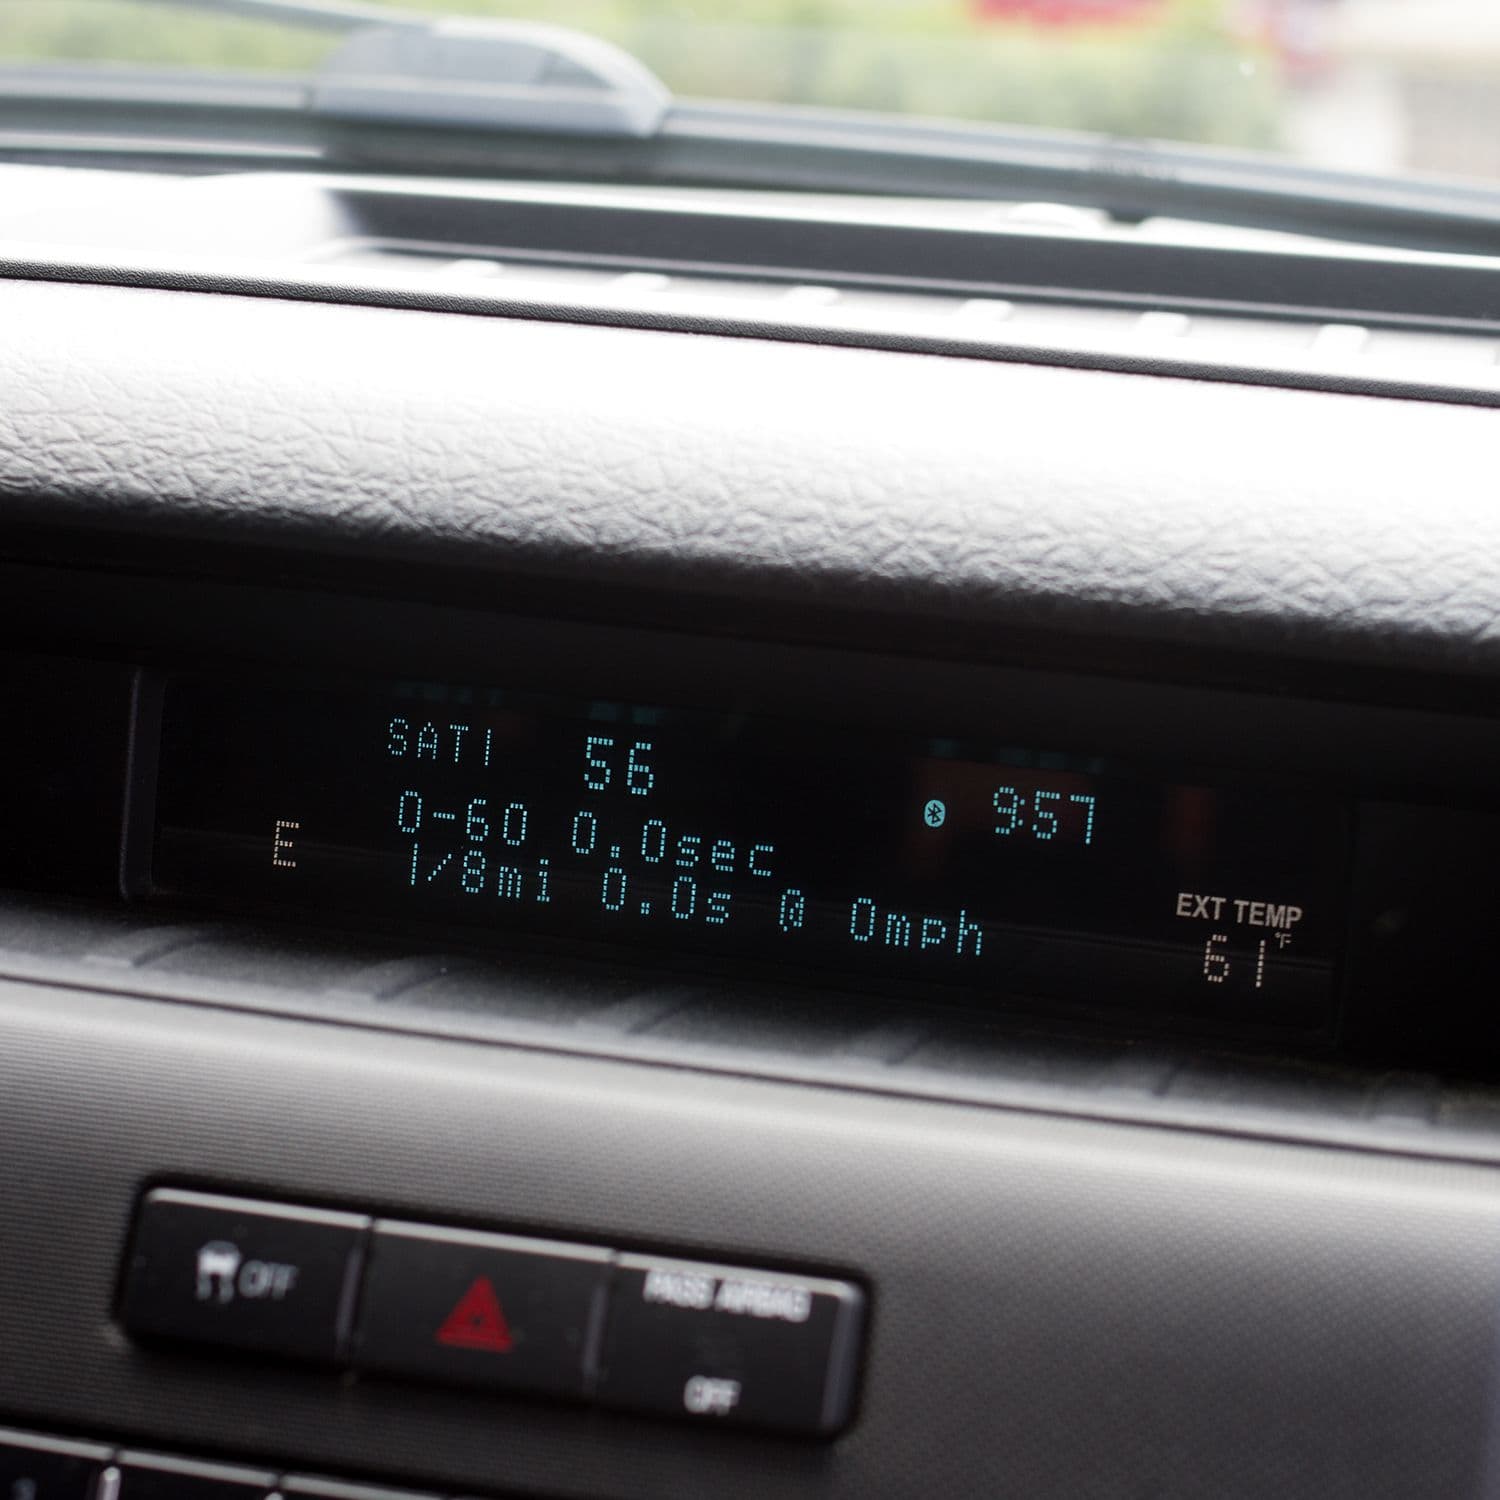 SAT1 56
9:57
0-60 0.0sec
E
1/8mi 0.0s @ 0mph
EXT TEMP
61°F
OFF
PASS AIRBAG
OFF